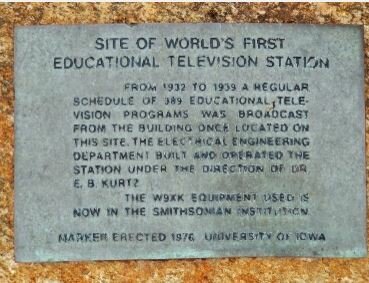 SITE OF WORLD'S FIRST
EDUCATIONAL TELEVISION STATION
FROM 1932 TO 1939 A REGULAR
SCHEDULE OF 389 EDUCATIONAL TELE-
VISION PROGRAMS WAS BROADCAST
FROM THE BUILDING ONCE LOCATED ON
THIS SITE. THE ELECTRICAL ENGINEERING
DEPARTMENT BUILT AND OPERATED THE
STATION UNDER THE DIRECTION OF DR
E. B. KURTZ
THE W9XK EQUIPMENT USED IS
NOW IN THE SMITHSONIAN INSTITUTION.
MARKER ERECTED 1976 UNIVERSITY OF IOWA